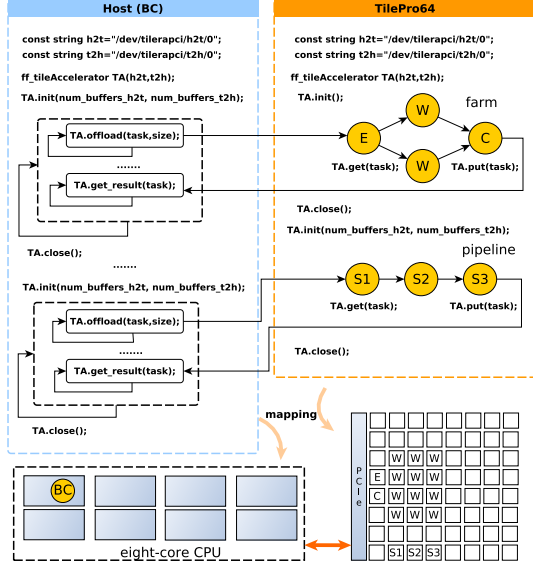 Host (BC)
const string h2t="/dev/tilerapci/h2t/0";
const string t2h="/dev/tilerapci/t2h/0";
ff_tileAccelerator TA(h2t,t2h);
TA.init(num_buffers_h2t, num_buffers_t2h);
TA.offload(task,size);
.......
TA.get_result(task);
TA.close();
.......
TA.init(num_buffers_h2t, num_buffers_t2h);
TA.offload(task,size);
.......
TA.get_result(task);
TA.close();
TilePro64
const string h2t="/dev/tilerapci/h2t/0";
const string t2h="/dev/tilerapci/t2h/0";
ff_tileAccelerator TA(h2t,t2h);
TA.init();
farm
W
E
C
W
TA.get(task);
TA.put(task);
TA.close();
TA.init(num_buffers_h2t, num_buffers_t2h);
pipeline
S1 S2 S3
TA.get(task);
TA.put(task);
TA.close();
mapping
BC
eight-core CPU
PCIe
W W W
E W W W
C W W W
W W W
S1 S2 S3